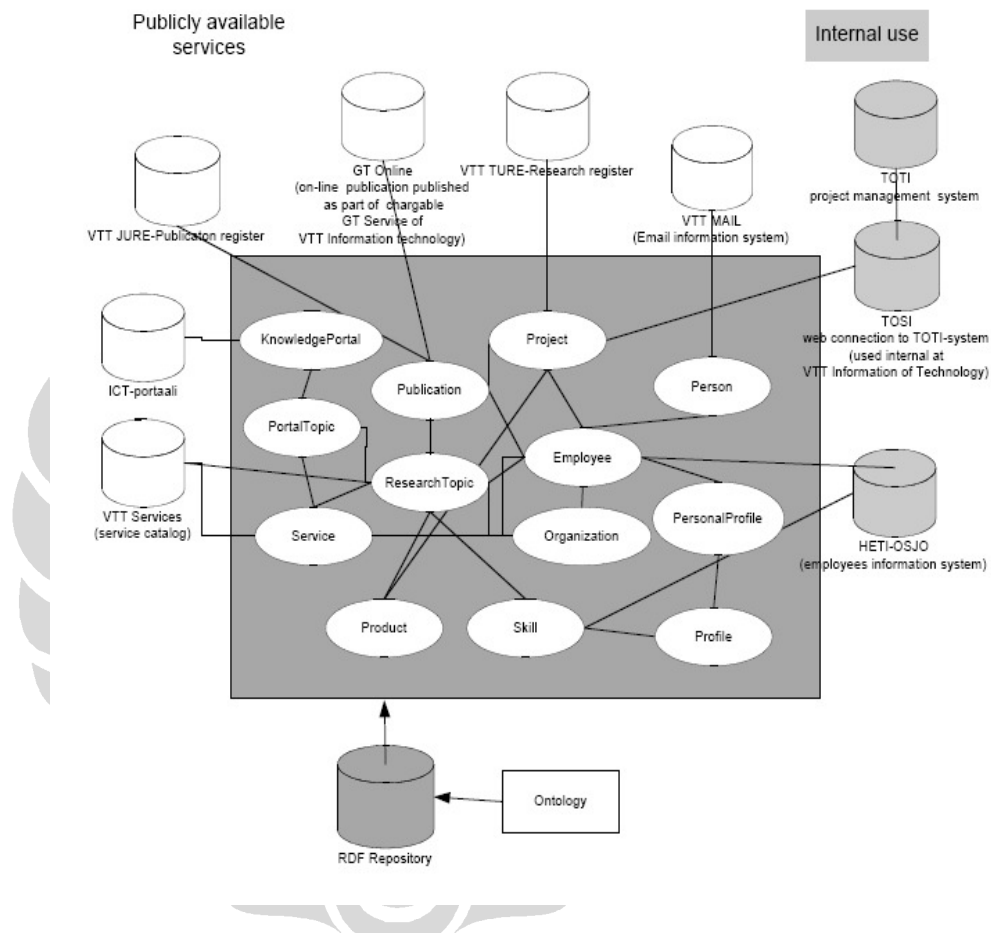 Publicly available
services
Internal use
GT Online
(on-line publication published
as part of chargable
GT Service of
VTT Information technology)
VTT TURE-Research register
TOTI
project management system
VTT JURE-Publicaton register
VTT MAIL
(Email information system)
TOSI
web connection to TOTI-system
(used internal at
VTT Information of Technology)
ICT-portaali
KnowledgePortal
Project
Publication
Person
PortalTopic
Employee
VTT Services
(service catalog)
ResearchTopic
PersonalProfile
Service
Organization
HETI-OSJO
(employees information system)
Product
Skill
Profile
RDF Repository
Ontology